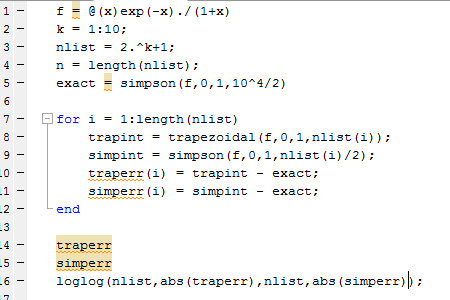 1 - f = @(x)exp(-x)./(1+x)
2 - k = 1:10;
3 - nlist = 2.^k+1;
4 - n = length(nlist);
5 - exact = simpson(f,0,1,10^4/2)
6
7 - for i = 1:length(nlist)
8 - trapint = trapezoidal(f,0,1,nlist(i));
9 - simpint = simpson(f,0,1,nlist(i)/2);
10 - traperr(i) = trapint - exact;
11 - simperr(i) = simpint - exact;
12 - end
13
14 - traperr
15 - simperr
16 - loglog(nlist,abs(traperr),nlist,abs(simperr));
17